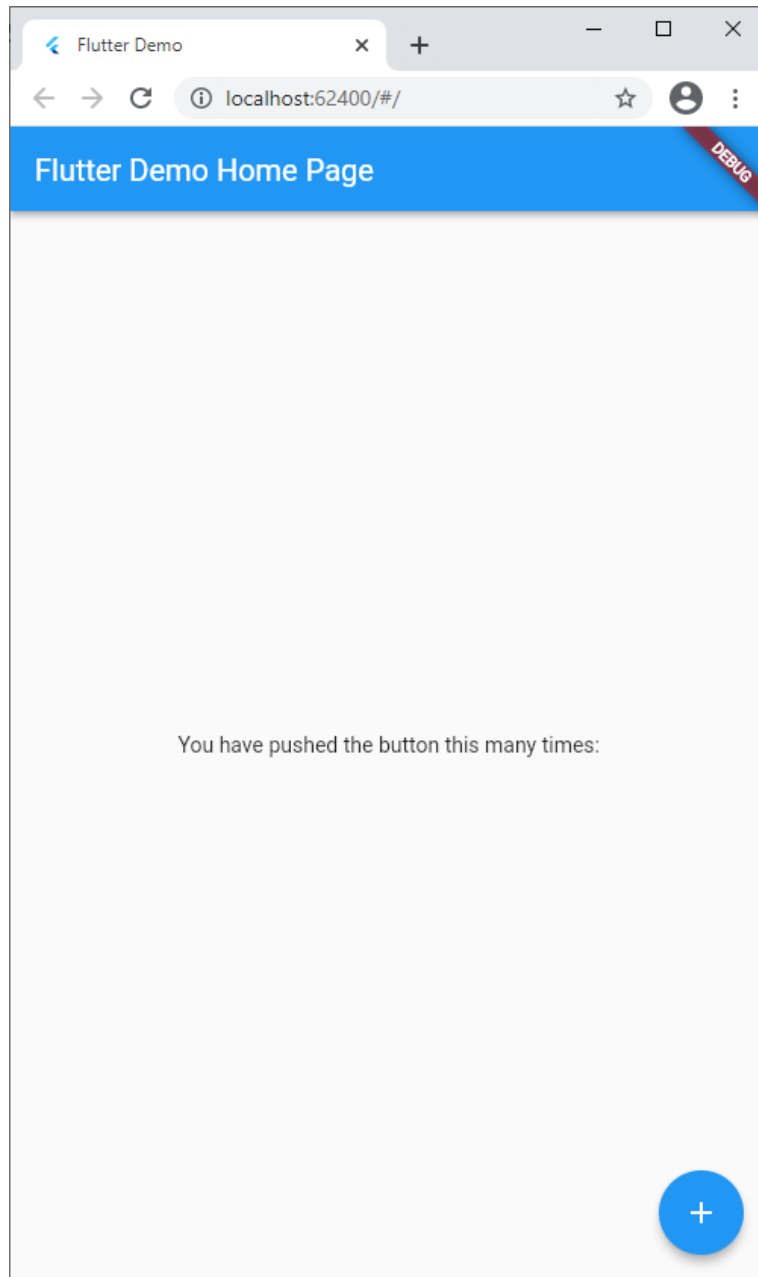 Flutter Demo
localhost:62400/#/
Flutter Demo Home Page
DEBUG
You have pushed the button this many times: